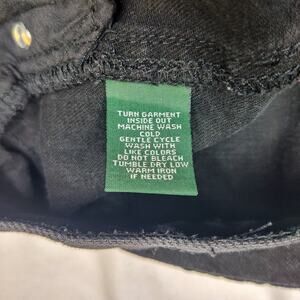 TURN GARMENT
INSIDE OUT
MACHINE WASH
COLD
GENTLE CYCLE
WASH WITH
LIKE COLORS
DO NOT BLEACH
TUMBLE DRY LOW
WARM IRON
IF NEEDED